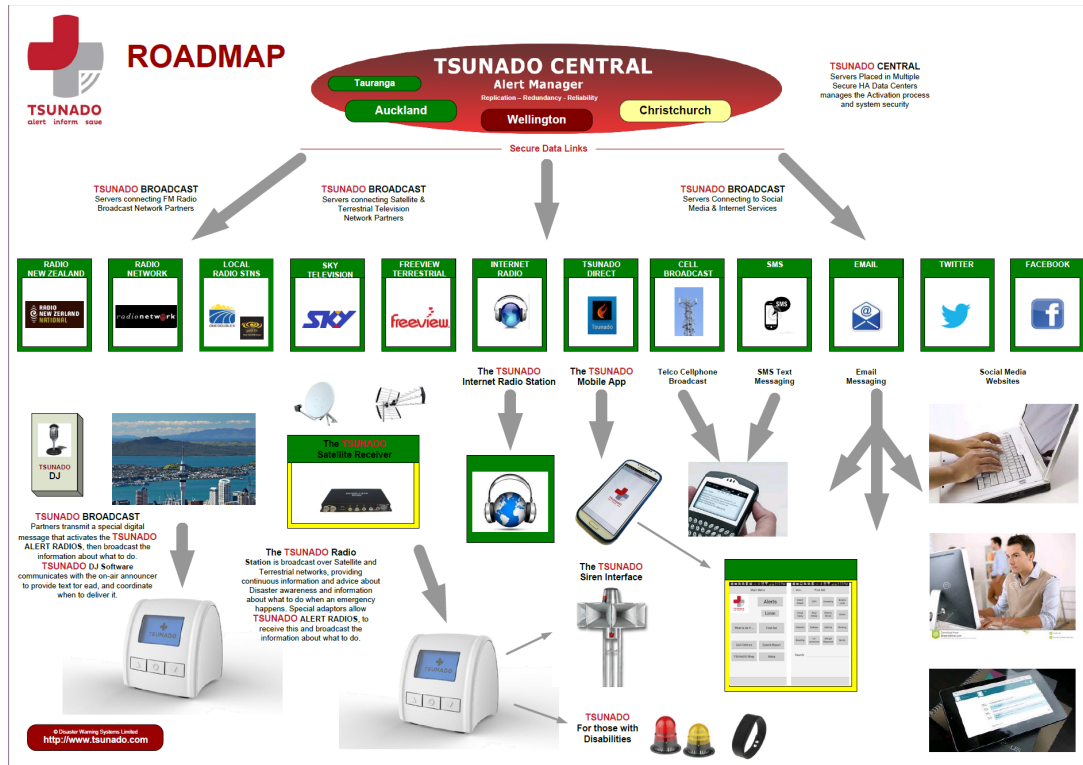 ROADMAP
TSUNADO
alert inform save
TSUNADO CENTRAL
Alert Manager
Replication – Redundancy - Reliability
Tauranga
Auckland
Wellington
Christchurch
TSUNADO CENTRAL
Servers Placed in Multiple
Secure HA Data Centers
manages the Activation process
and system security
Secure Data Links
TSUNADO BROADCAST
Servers connecting FM Radio
Broadcast Network Partners
TSUNADO BROADCAST
Servers connecting Satellite &
Terrestrial Television
Network Partners
TSUNADO BROADCAST
Servers Connecting to Social
Media & Internet Services
RADIO
NEW ZEALAND
RADIO
NETWORK
LOCAL
RADIO STNS
SKY
TELEVISION
FREEVIEW
TERRESTRIAL
INTERNET
RADIO
TSUNADO
DIRECT
CELL
BROADCAST
SMS
EMAIL
TWITTER
FACEBOOK
RADIO
NEW ZEALAND
NATIONAL
radionetwork
SKY
freeview
Tsunado
SMS
@
f
The TSUNADO
Internet Radio Station
The TSUNADO
Mobile App
Telco Cellphone
Broadcast
SMS Text
Messaging
Email
Messaging
Social Media
Websites
TSUNADO
DJ
The TSUNADO
Satellite Receiver
TSUNADO BROADCAST
Partners transmit a special digital
message that activates the TSUNADO
ALERT RADIOS, then broadcast the
information about what to do.
TSUNADO DJ Software
communicates with the on-air announcer
to provide text for ead, and coordinate
when to deliver it.
The TSUNADO Radio
Station is broadcast over Satellite and
Terrestrial networks, providing
continuous information and advice about
Disaster awareness and information
about what to do when an emergency
happens. Special adaptors allow
TSUNADO ALERT RADIOS, to
receive this and broadcast the
information about what to do.
The TSUNADO
Siren Interface
Alerts
TSUNADO
TSUNADO
TSUNADO
For those with
Disabilities
© Disaster Warning Systems Limited
http://www.tsunado.com